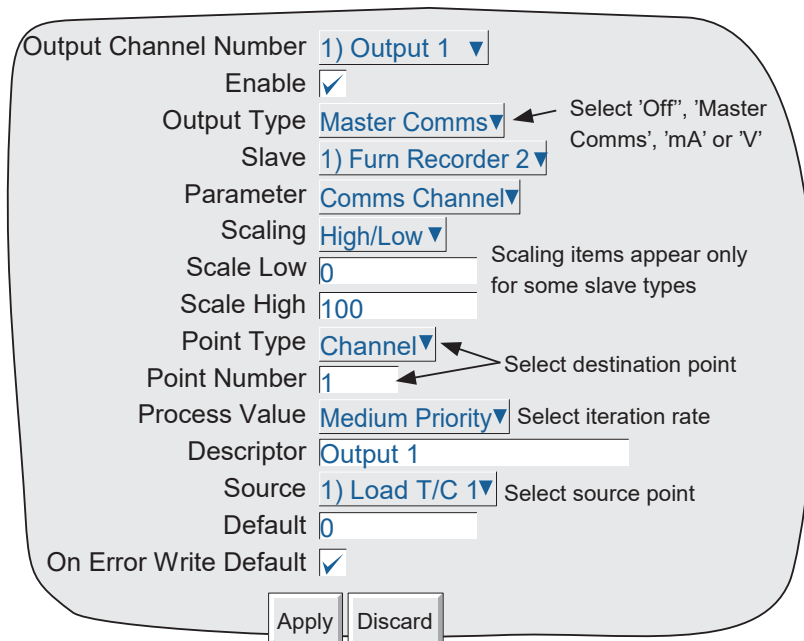 Output Channel Number 1) Output 1
Enable
Output Type Master Comms
Select ’Off”, ’Master
Comms’, ’mA’ or ’V’
Slave 1) Furn Recorder 2
Parameter Comms Channel
Scaling High/Low
Scaling items appear only
for some slave types
Scale Low 0
Scale High 100
Point Type Channel
Select destination point
Point Number 1
Process Value Medium Priority Select iteration rate
Descriptor Output 1
Source 1) Load T/C 1 Select source point
Default 0
On Error Write Default
Apply Discard